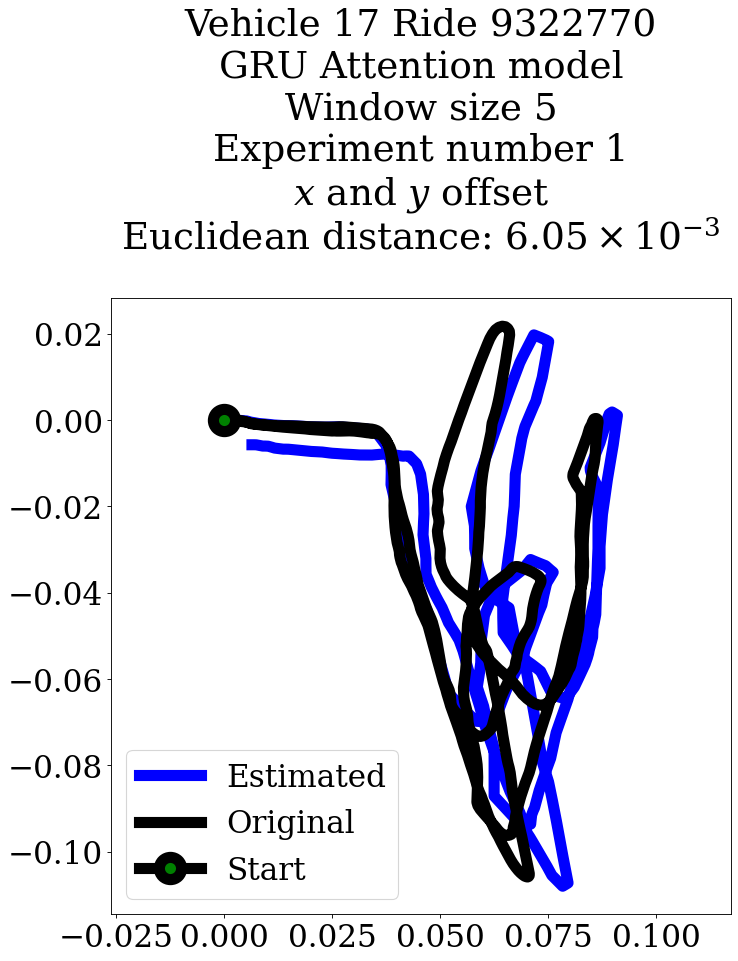 Vehicle 17 Ride 9322770
GRU Attention model
Window size 5
Experiment number 1
x and y offset
Euclidean distance: 6.05 × 10⁻³
0.02
0.00
−0.02
−0.04
−0.06
−0.08
−0.10
Estimated
Original
Start
−0.025 0.000 0.025 0.050 0.075 0.100